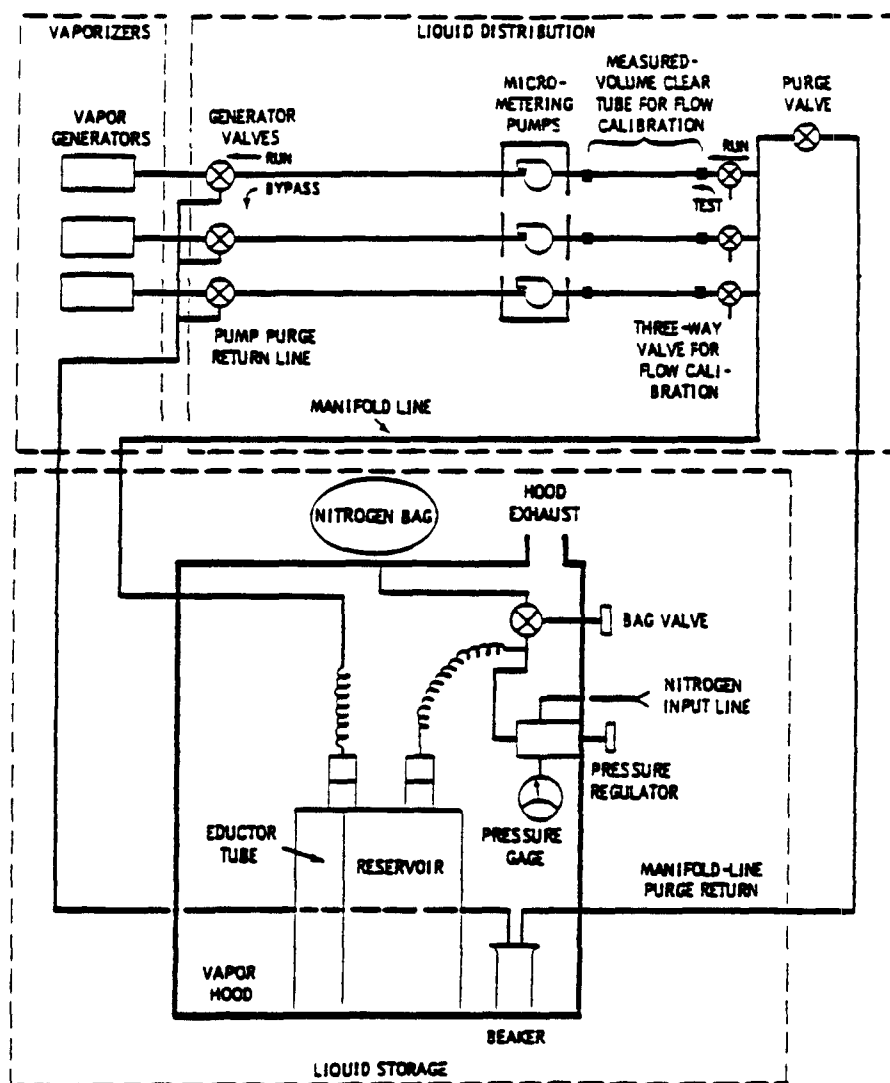 VAPORIZERS
LIQUID DISTRIBUTION
VAPOR
GENERATORS
GENERATOR
VALVES
RUN
BYPASS
MICRO-
METERING
PUMPS
MEASURED-
VOLUME CLEAR
TUBE FOR FLOW
CALIBRATION
PURGE
VALVE
RUN
TEST
PUMP PURGE
RETURN LINE
THREE-WAY
VALVE FOR
FLOW CALI-
BRATION
MANIFOLD LINE
NITROGEN BAG
HOOD
EXHAUST
BAG VALVE
NITROGEN
INPUT LINE
PRESSURE
REGULATOR
EDUCTOR
TUBE
RESERVOIR
PRESSURE
GAGE
MANIFOLD-LINE
PURGE RETURN
VAPOR
HOOD
BEAKER
LIQUID STORAGE